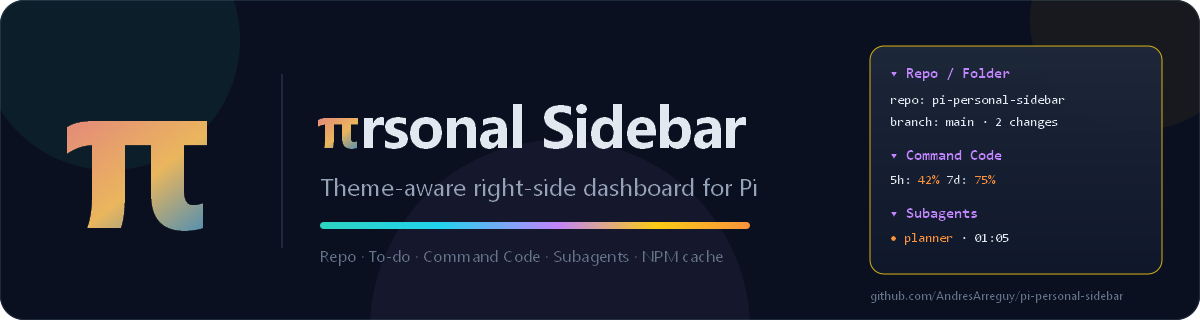 π
πrsonal Sidebar
Theme-aware right-side dashboard for Pi
Repo · To-do · Command Code · Subagents · NPM cache
▾ Repo / Folder
repo: pi-personal-sidebar
branch: main · 2 changes
▾ Command Code
5h: 42% 7d: 75%
▾ Subagents
• planner · 01:05
github.com/AndresArreguy/pi-personal-sidebar